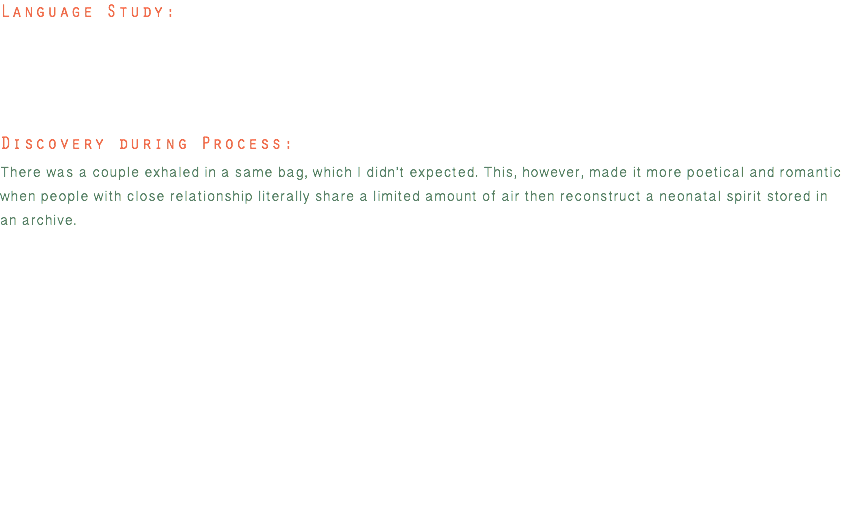 Language Study:
Discovery during Process:
There was a couple exhaled in a same bag, which I didn't expected. This, however, made it more poetical and romantic
when people with close relationship literally share a limited amount of air then reconstruct a neonatal spirit stored in
an archive.